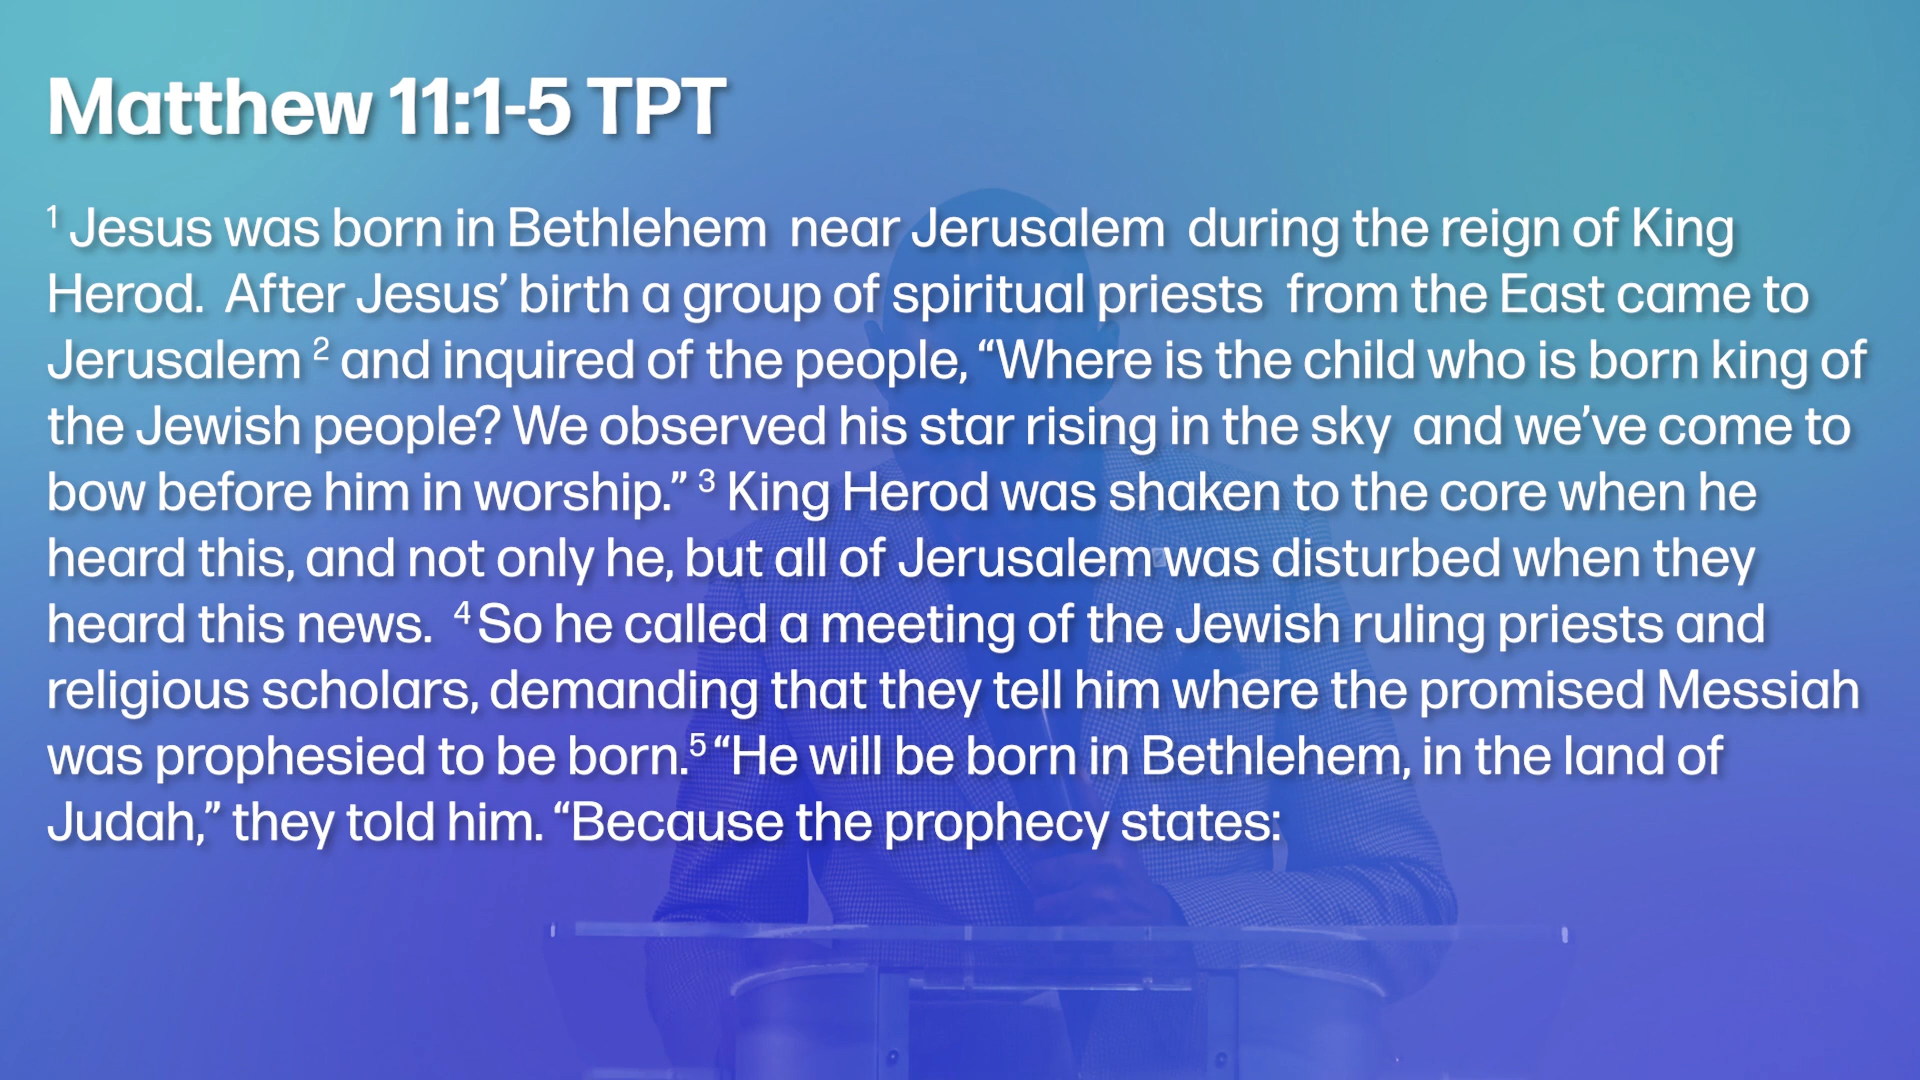 Matthew 11:1-5 TPT
¹ Jesus was born in Bethlehem  near Jerusalem  during the reign of King
Herod.  After Jesus’ birth a group of spiritual priests  from the East came to
Jerusalem ² and inquired of the people, “Where is the child who is born king of
the Jewish people? We observed his star rising in the sky  and we’ve come to
bow before him in worship.” ³ King Herod was shaken to the core when he
heard this, and not only he, but all of Jerusalem was disturbed when they
heard this news.  ⁴ So he called a meeting of the Jewish ruling priests and
religious scholars, demanding that they tell him where the promised Messiah
was prophesied to be born.⁵ “He will be born in Bethlehem, in the land of
Judah,” they told him. “Because the prophecy states: